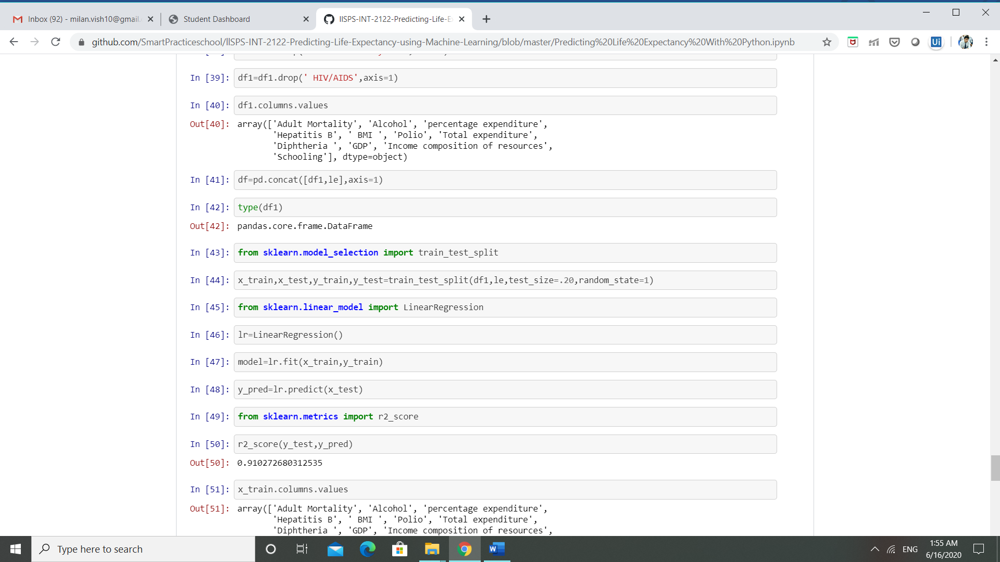 Inbox (92) - milan.vish10@gmail.
Student Dashboard
llSPS-INT-2122-Predicting-Life-E
github.com/SmartPracticeschool/llSPS-INT-2122-Predicting-Life-Expectancy-using-Machine-Learning/blob/master/Predicting%20Life%20Expectancy%20With%20Python.ipynb
Ui
In [39]: df1=df1.drop(' HIV/AIDS',axis=1)
In [40]: df1.columns.values
Out[40]: array(['Adult Mortality', 'Alcohol', 'percentage expenditure',
'Hepatitis B', ' BMI ', 'Polio', 'Total expenditure',
'Diphtheria ', 'GDP', 'Income composition of resources',
'Schooling'], dtype=object)
In [41]: df=pd.concat([df1,le],axis=1)
In [42]: type(df1)
Out[42]: pandas.core.frame.DataFrame
In [43]: from sklearn.model_selection import train_test_split
In [44]: x_train,x_test,y_train,y_test=train_test_split(df1,le,test_size=.20,random_state=1)
In [45]: from sklearn.linear_model import LinearRegression
In [46]: lr=LinearRegression()
In [47]: model=lr.fit(x_train,y_train)
In [48]: y_pred=lr.predict(x_test)
In [49]: from sklearn.metrics import r2_score
In [50]: r2_score(y_test,y_pred)
Out[50]: 0.910272680312535
In [51]: x_train.columns.values
Out[51]: array(['Adult Mortality', 'Alcohol', 'percentage expenditure',
'Hepatitis B', ' BMI ', 'Polio', 'Total expenditure',
'Diphtheria ', 'GDP', 'Income composition of resources',
Type here to search
ENG
1:55 AM
6/16/2020